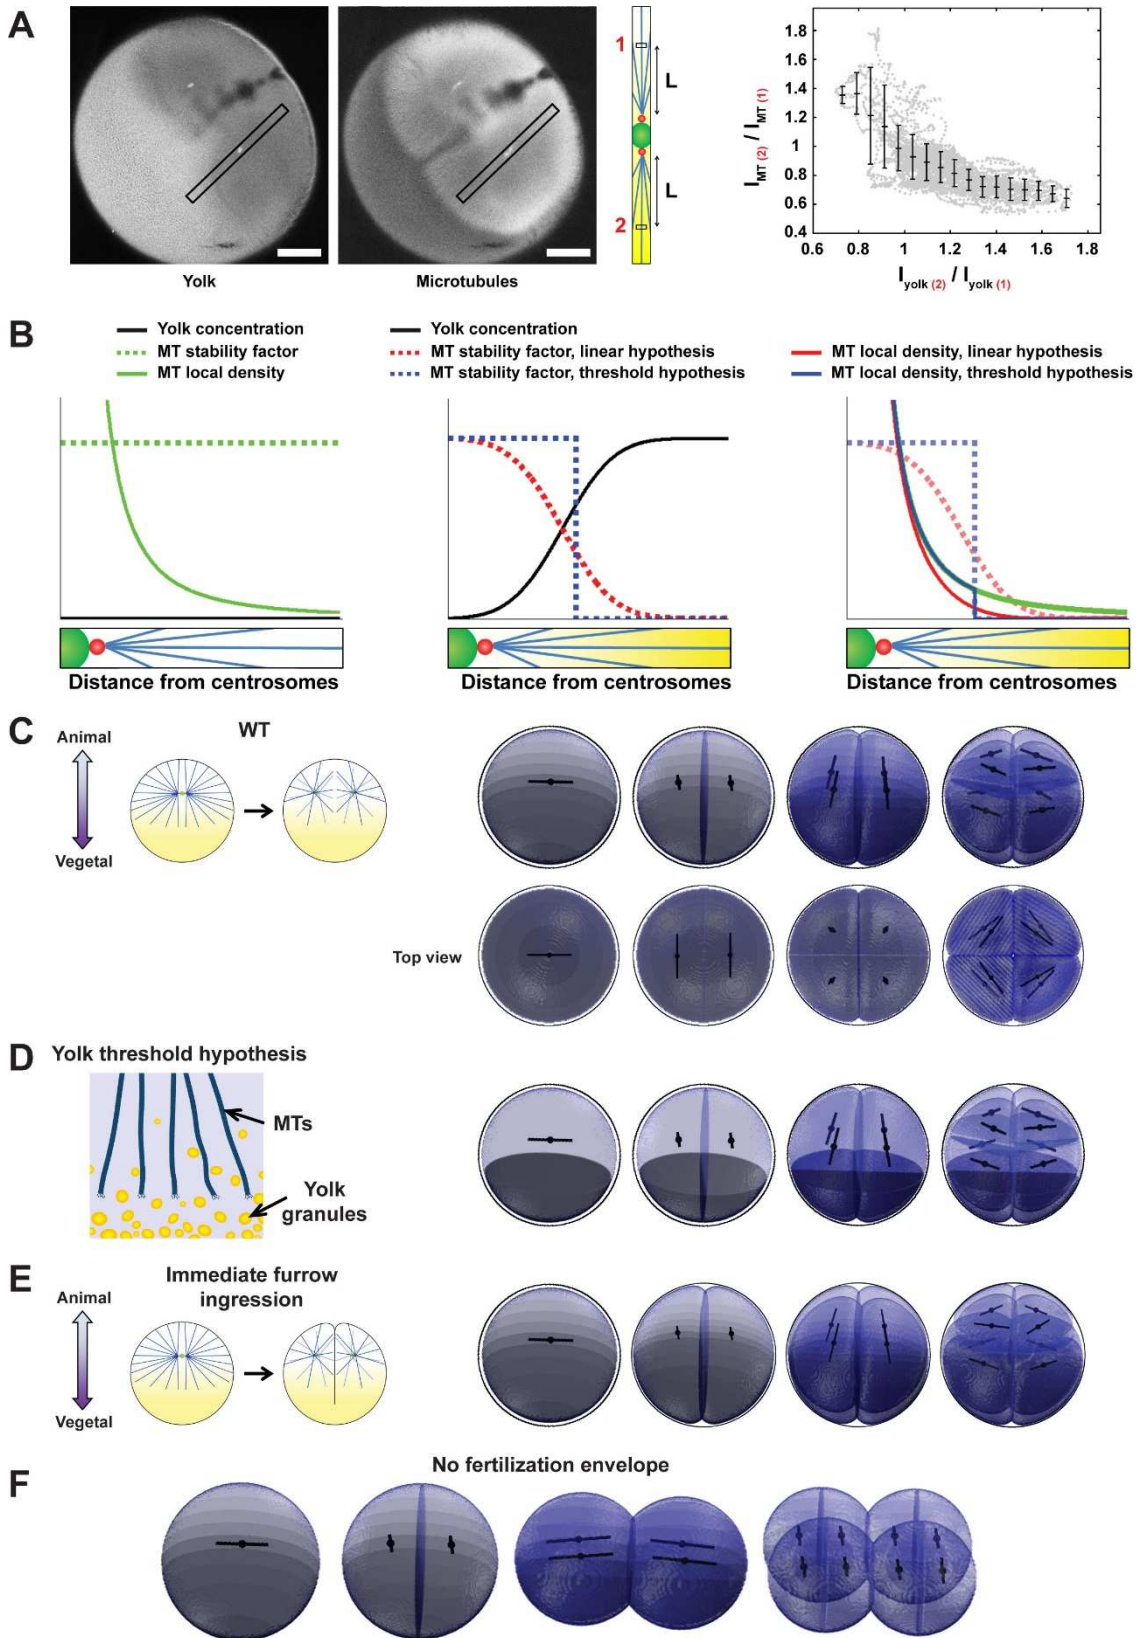 A
Yolk
Microtubules
1
L
L
2
I MT (2) / I MT (1)
1.8
1.6
1.4
1.2
1
0.8
0.6
0.4
0.6 0.8 1 1.2 1.4 1.6 1.8
I yolk (2) / I yolk (1)
B
Yolk concentration
MT stability factor
MT local density
Yolk concentration
MT stability factor, linear hypothesis
MT stability factor, threshold hypothesis
MT local density, linear hypothesis
MT local density, threshold hypothesis
Distance from centrosomes
Distance from centrosomes
Distance from centrosomes
C
WT
Animal
Vegetal
Top view
D
Yolk threshold hypothesis
MTs
Yolk
granules
E
Immediate furrow
ingression
Animal
Vegetal
F
No fertilization envelope